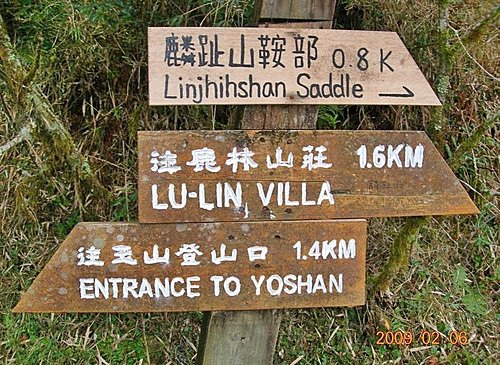 麟趾山鞍部 0.8K
Linjhihshan Saddle →
往鹿林山莊 1.6KM
LU-LIN VILLA
往玉山登山口 1.4KM
ENTRANCE TO YOSHAN
2009.02.06